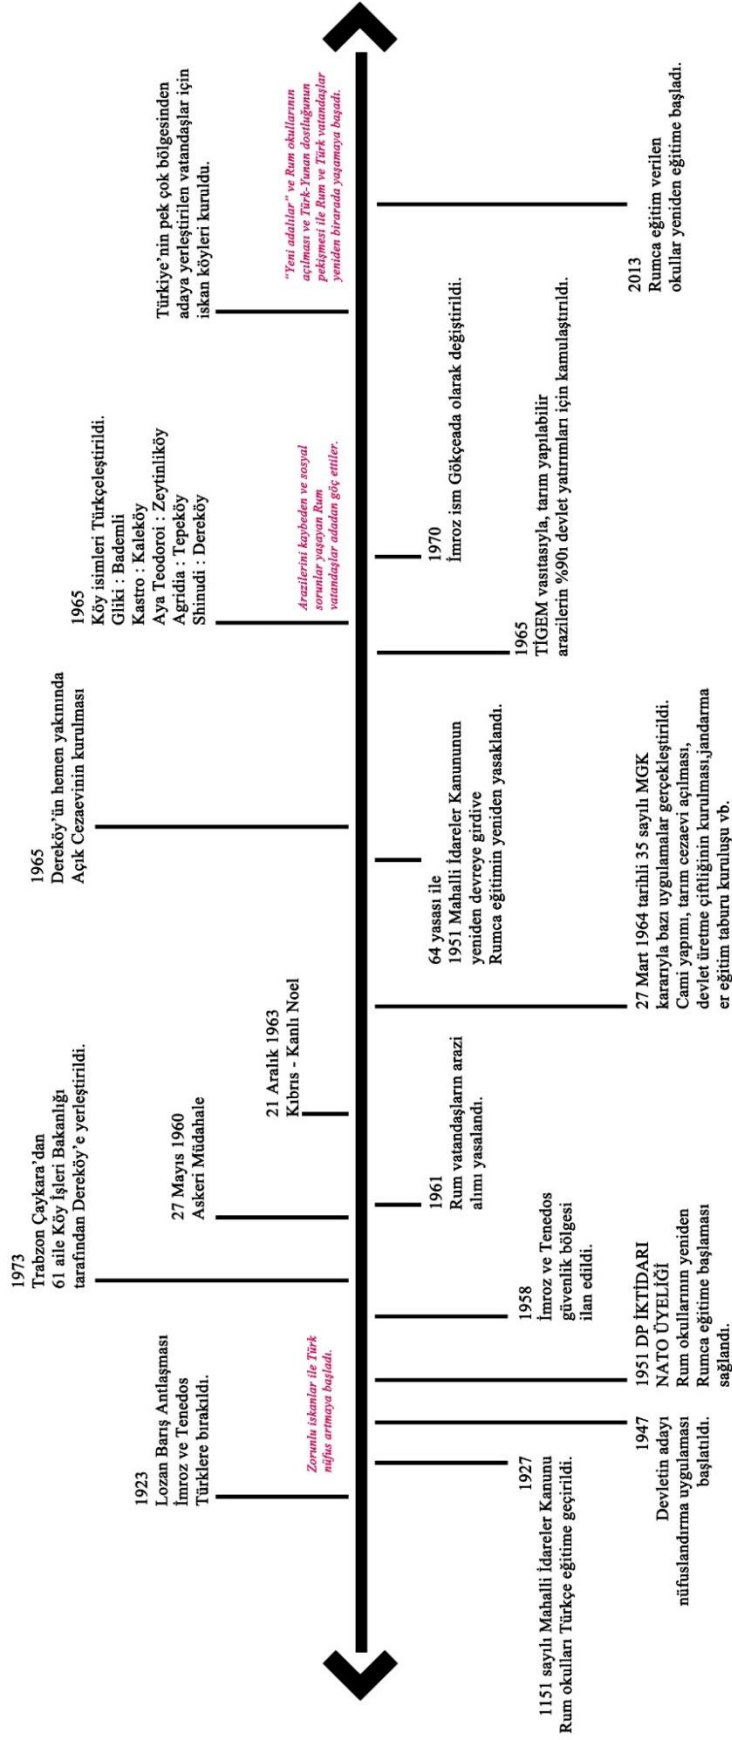 1923
Lozan Barış Antlaşması
İmroz ve Tenedos
Türklere bırakıldı.
Zorunlu iskanlar ile Türk
nüfus artmaya başladı.
1973
Trabzon Çaykara'dan
61 aile Köy İşleri Bakanlığı
tarafından Dereköy'e yerleştirildi.
27 Mayıs 1960
Askeri Müdahale
21 Aralık 1963
Kıbrıs - Kanlı Noel
1965
Dereköy'ün hemen yakınında
Açık Cezaevinin kurulması
1965
Köy isimleri Türkçeleştirildi.
Gliki : Bademli
Kastro : Kaleköy
Aya Teodoroi : Zeytinliköy
Agridia : Tepeköy
Shinudi : Dereköy
Arazilerini kaybeden ve sosyal
sorunlar yaşayan Rum
vatandaşlar adadan göç ettiler.
Türkiye'nin pek çok bölgesinden
adaya yerleştirilen vatandaşlar için
iskan köyleri kuruldu.
"Yeni adalılar" ve Rum okullarının
açılması ve Türk-Yunan dostluğunun
pekişmesi ile Rum ve Türk vatandaşlar
yeniden birarada yaşamaya başadı.
1927
1151 sayılı Mahalli İdareler Kanunu
Rum okulları Türkçe eğitime geçirildi.
1947
Devletin adayı
nüfuslandırma uygulaması
başlatıldı.
1951 DP İKTİDARI
NATO ÜYELİĞİ
Rum okullarının yeniden
Rumca eğitime başlaması
sağlandı.
1958
İmroz ve Tenedos
güvenlik bölgesi
ilan edildi.
1961
Rum vatandaşların arazi
alımı yasalandı.
27 Mart 1964 tarihli 35 sayılı MGK
kararıyla bazı uygulamalar gerçekleştirildi.
Cami yapımı, tarım cezaevi açılması,
devlet üretme çiftliğinin kurulması,jandarma
er eğitim taburu kuruluşu vb.
64 yasası ile
1951 Mahalli İdareler Kanununun
yeniden devreye girdive
Rumca eğitimin yeniden yasaklandı.
1965
TİGEM vasıtasıyla, tarım yapılabilir
arazilerin %90ı devlet yatırımları için kamulaştırıldı.
1970
İmroz ism Gökçeada olarak değiştirildi.
2013
Rumca eğitim verilen
okullar yeniden eğitime başladı.